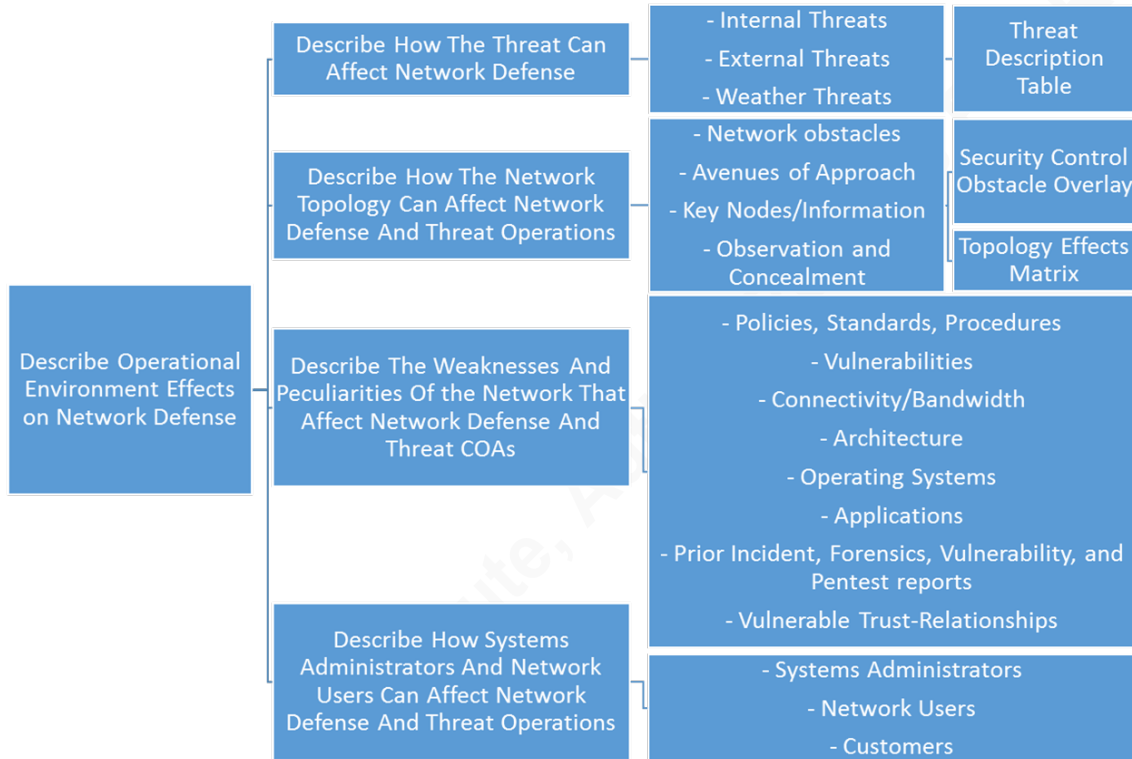 Describe Operational
Environment Effects
on Network Defense
Describe How The Threat Can
Affect Network Defense
- Internal Threats
- External Threats
- Weather Threats
Threat
Description
Table
Describe How The Network
Topology Can Affect Network
Defense And Threat Operations
- Network obstacles
- Avenues of Approach
- Key Nodes/Information
- Observation and
Concealment
Security Control
Obstacle Overlay
Topology Effects
Matrix
Describe The Weaknesses And
Peculiarities Of the Network That
Affect Network Defense And
Threat COAs
- Policies, Standards, Procedures
- Vulnerabilities
- Connectivity/Bandwidth
- Architecture
- Operating Systems
- Applications
- Prior Incident, Forensics, Vulnerability, and
Pentest reports
- Vulnerable Trust-Relationships
Describe How Systems
Administrators And Network
Users Can Affect Network
Defense And Threat Operations
- Systems Administrators
- Network Users
- Customers